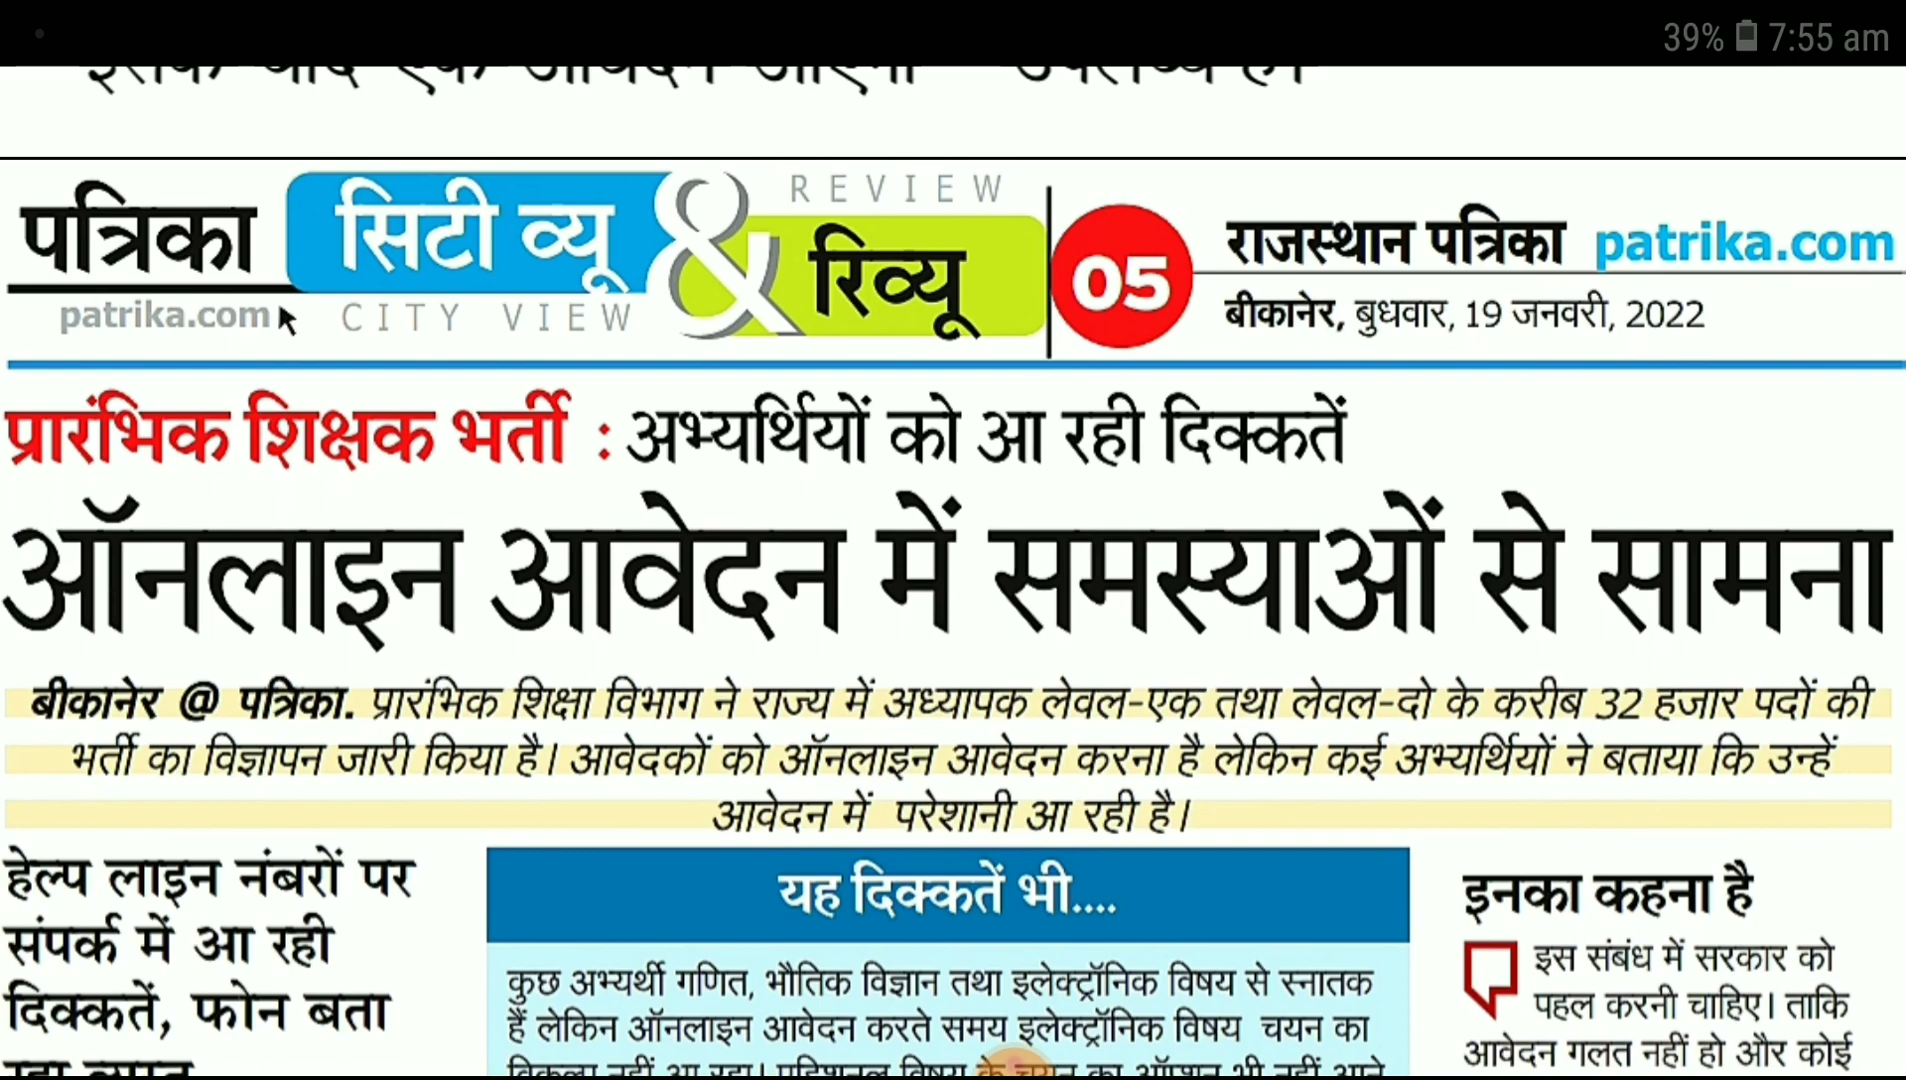 39% 7:55 am
पत्रिका
patrika.com
सिटी व्यू
CITY VIEW
&
REVIEW
रिव्यू
05
राजस्थान पत्रिका patrika.com
बीकानेर, बुधवार, 19 जनवरी, 2022
प्रारंभिक शिक्षक भर्ती : अभ्यर्थियों को आ रही दिक्कतें
ऑनलाइन आवेदन में समस्याओं से सामना
बीकानेर @ पत्रिका. प्रारंभिक शिक्षा विभाग ने राज्य में अध्यापक लेवल-एक तथा लेवल-दो के करीब 32 हजार पदों की
भर्ती का विज्ञापन जारी किया है। आवेदकों को ऑनलाइन आवेदन करना है लेकिन कई अभ्यर्थियों ने बताया कि उन्हें
आवेदन में परेशानी आ रही है।
हेल्प लाइन नंबरों पर
संपर्क में आ रही
दिक्कतें, फोन बता
यह दिक्कतें भी....
कुछ अभ्यर्थी गणित, भौतिक विज्ञान तथा इलेक्ट्रॉनिक विषय से स्नातक
हैं लेकिन ऑनलाइन आवेदन करते समय इलेक्ट्रॉनिक विषय चयन का
इनका कहना है
इस संबंध में सरकार को
पहल करनी चाहिए। ताकि
आवेदन गलत नहीं हो और कोई